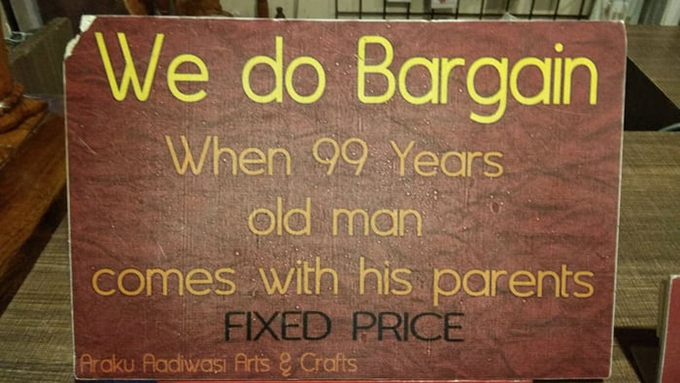 We do Bargain
When 99 Years
old man
comes with his parents
FIXED PRICE
Araku Aadiwasi Arts & Crafts